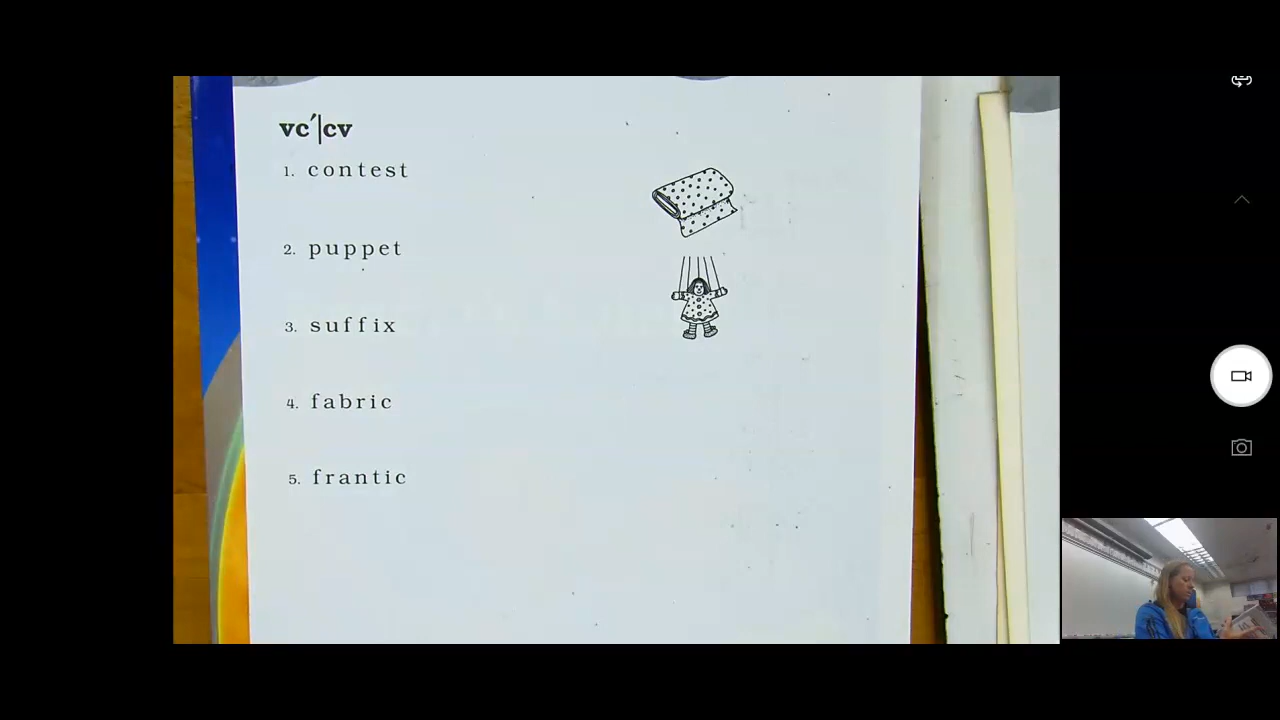 vc′|cv
1. contest
2. puppet
3. suffix
4. fabric
5. frantic